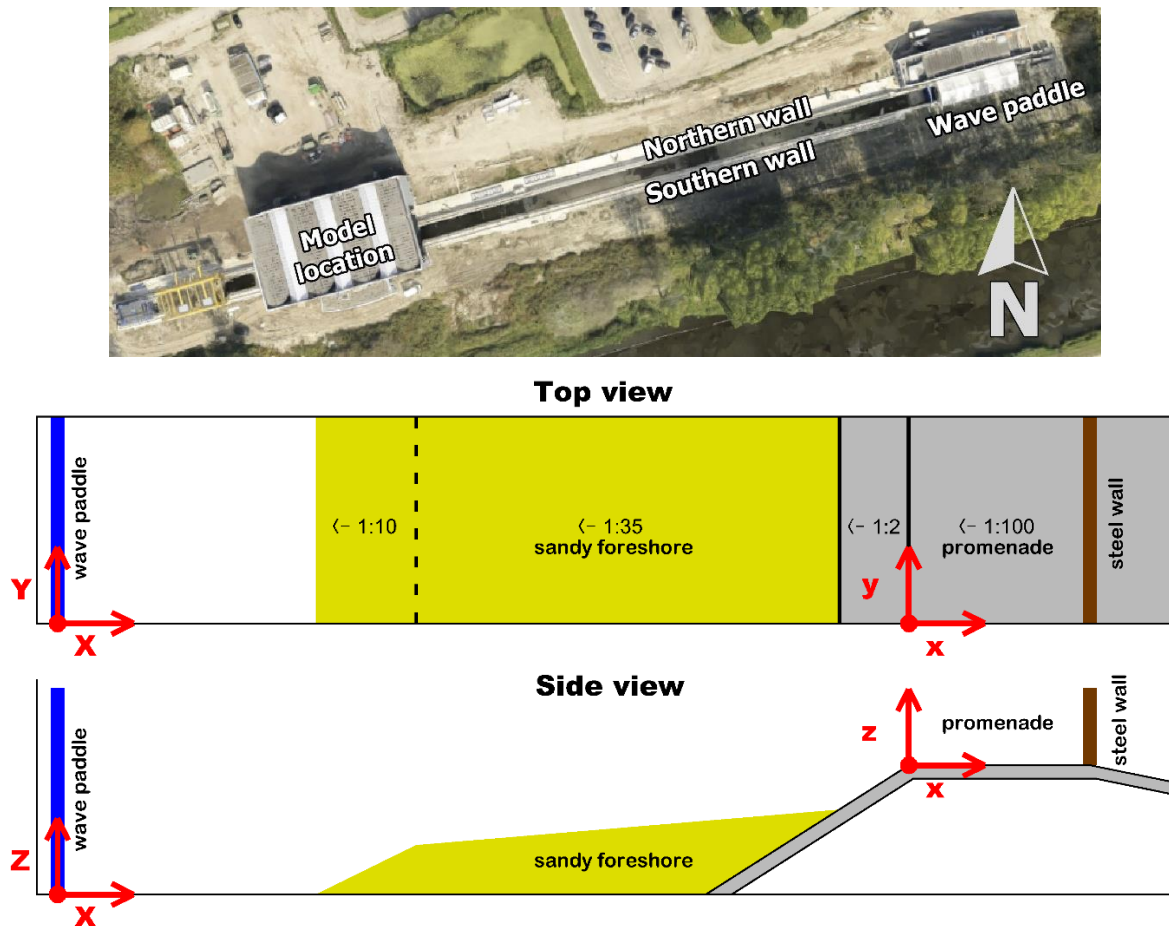 Northern wall
Southern wall
Wave paddle
Model
location
N
Top view
wave paddle
<- 1:10
<- 1:35
sandy foreshore
<- 1:2
<- 1:100
promenade
steel wall
Y
X
y
x
Side view
wave paddle
sandy foreshore
promenade
steel wall
z
x
Z
X